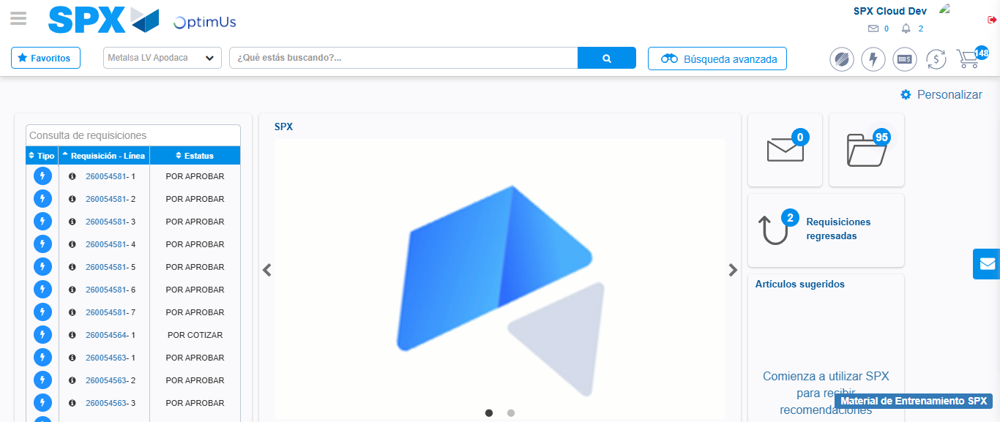 SPX OptimUs
SPX Cloud Dev
0 2
Favoritos
Metalsa LV Apodaca
¿Qué estás buscando?...
Búsqueda avanzada
148
Personalizar
Consulta de requisiciones
Tipo Requisición - Línea Estatus
260054581- 1 POR APROBAR
260054581- 2 POR APROBAR
260054581- 3 POR APROBAR
260054581- 4 POR APROBAR
260054581- 5 POR APROBAR
260054581- 6 POR APROBAR
260054581- 7 POR APROBAR
260054564- 1 POR COTIZAR
260054563- 1 POR APROBAR
260054563- 2 POR APROBAR
260054563- 3 POR APROBAR
SPX
0
95
2
Requisiciones
regresadas
Artículos sugeridos
Comienza a utilizar SPX
para recibir
recomendaciones
Material de Entrenamiento SPX